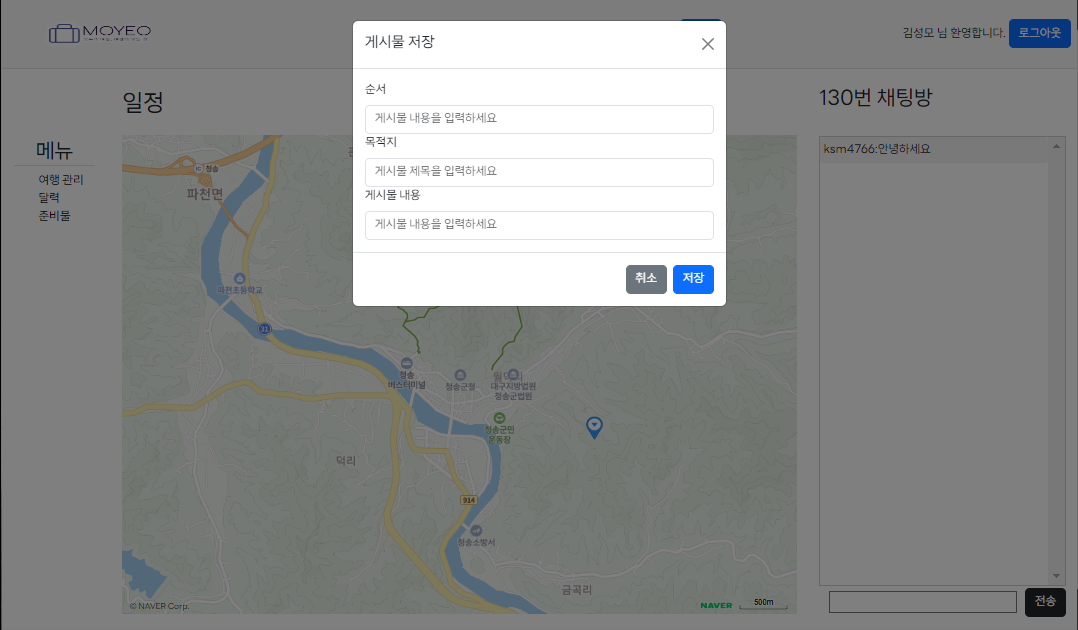 MOYEO
김성모 님 환영합니다.
로그아웃
게시물 저장
순서
게시물 내용을 입력하세요
목적지
게시물 제목을 입력하세요
게시물 내용
게시물 내용을 입력하세요
취소
저장
일정
메뉴
여행 관리
달력
준비물
130번 채팅방
ksm4766:안녕하세요
전송
청송
파천면
파천초등학교
31
청송
버스터미널
청송군청
월막리
대구지방법원
청송군법원
청송군민
운동장
덕리
914
청송소방서
금곡리
© NAVER Corp.
NAVER
500m